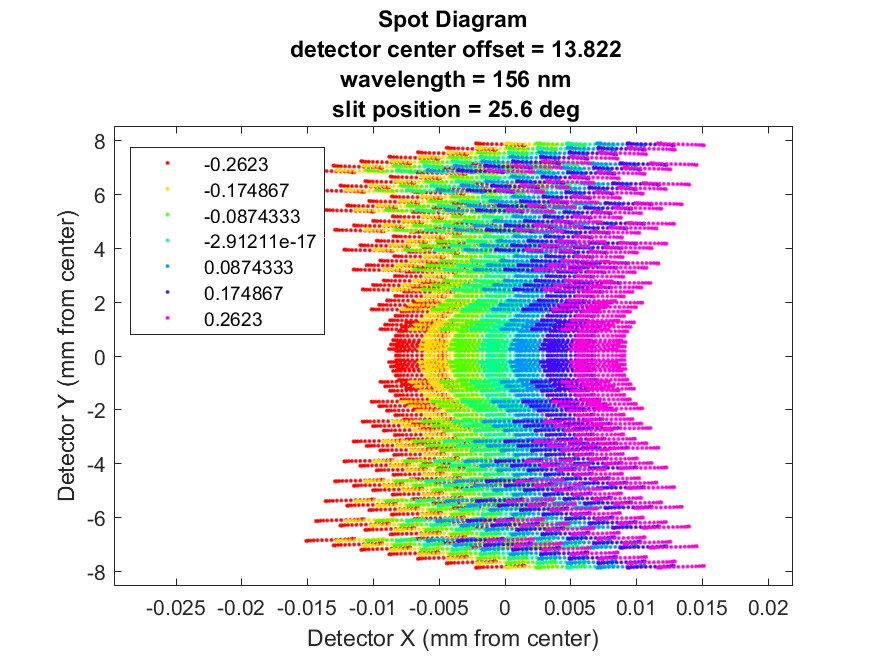 Spot Diagram
detector center offset = 13.822
wavelength = 156 nm
slit position = 25.6 deg
8
6
4
2
0
-2
-4
-6
-8
Detector Y (mm from center)
-0.2623
-0.174867
-0.0874333
-2.91211e-17
0.0874333
0.174867
0.2623
-0.025 -0.02 -0.015 -0.01 -0.005 0 0.005 0.01 0.015 0.02
Detector X (mm from center)